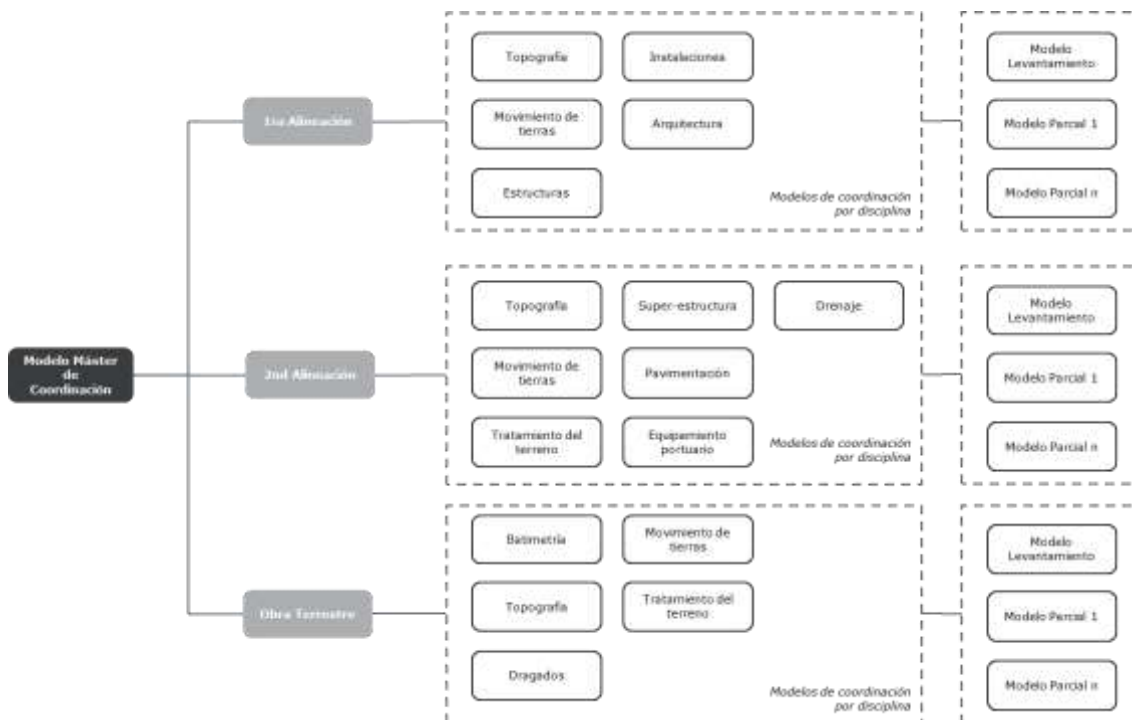 Topografía
Instalaciones
Movimiento de
tierras
Arquitectura
Estructuras
Modelos de coordinación
por disciplina
Modelo
Levantamiento
Modelo Parcial 1
Modelo Parcial n
1ra Alineación
Topografía
Super-estructura
Drenaje
Movimiento de
tierras
Pavimentación
Tratamiento del
terreno
Equipamiento
portuario
Modelos de coordinación
por disciplina
Modelo
Levantamiento
Modelo Parcial 1
Modelo Parcial n
Modelo Máster
de
Coordinación
2nd Alineación
Batimetría
Movimiento de
tierras
Topografía
Tratamiento del
terreno
Dragados
Modelos de coordinación
por disciplina
Modelo
Levantamiento
Modelo Parcial 1
Modelo Parcial n
Obra Terrestre